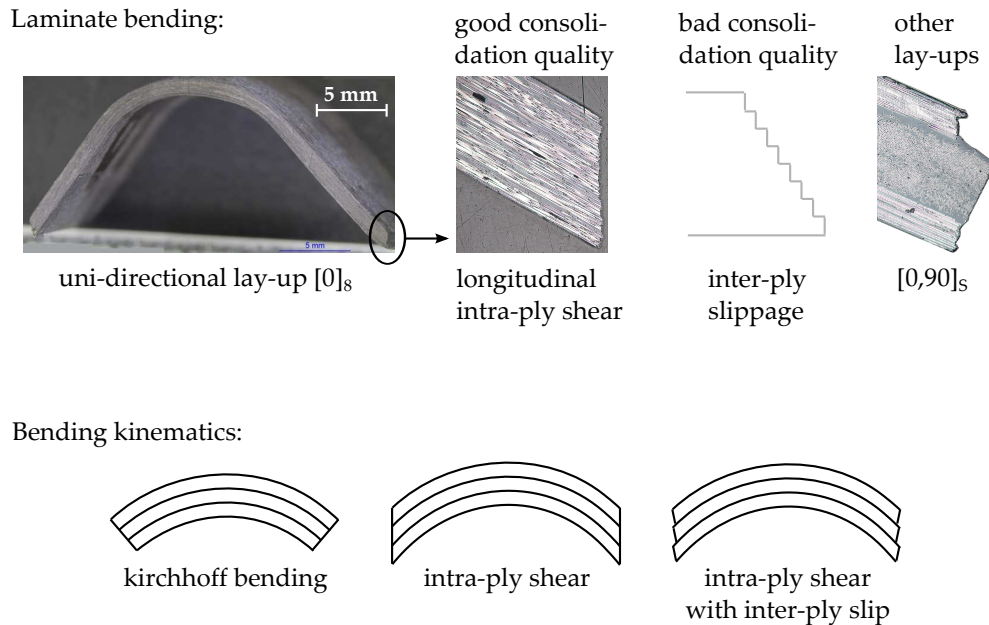 Laminate bending:
good consoli-
dation quality
bad consoli-
dation quality
other
lay-ups
5 mm
5 mm
uni-directional lay-up [0]8
longitudinal
intra-ply shear
inter-ply
slippage
[0,90]S
Bending kinematics:
kirchhoff bending
intra-ply shear
intra-ply shear
with inter-ply slip